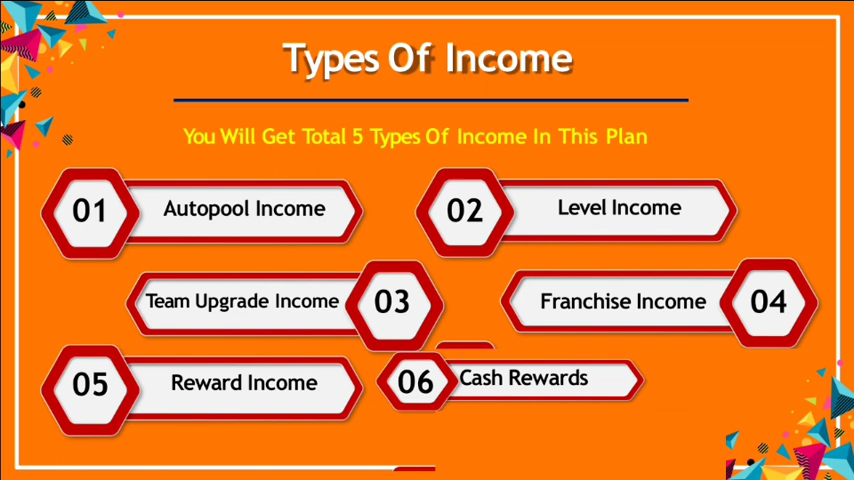 Types Of Income
You Will Get Total 5 Types Of Income In This Plan
01 Autopool Income
02 Level Income
Team Upgrade Income 03
Franchise Income 04
05 Reward Income
06 Cash Rewards